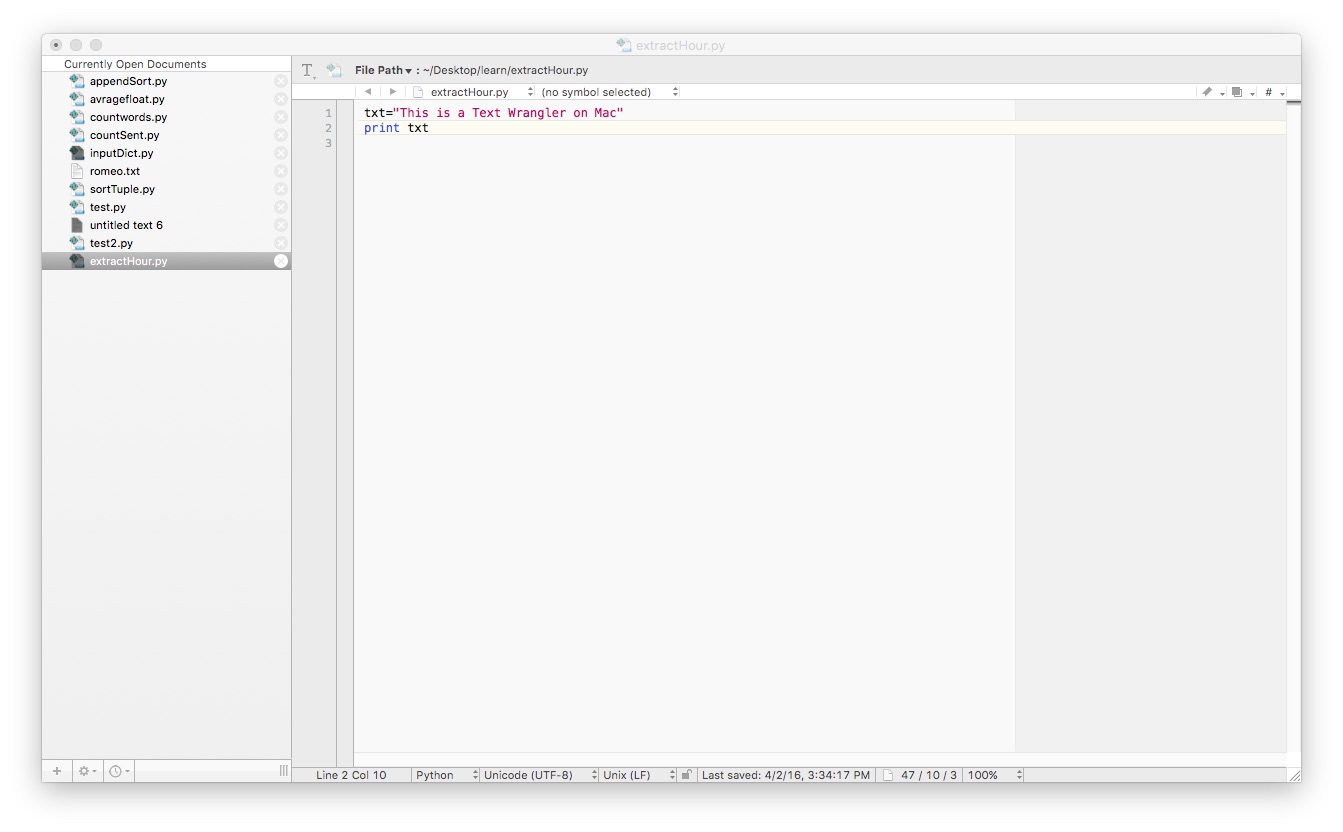 extractHour.py
Currently Open Documents
appendSort.py
avragefloat.py
countwords.py
countSent.py
inputDict.py
romeo.txt
sortTuple.py
test.py
untitled text 6
test2.py
extractHour.py
File Path : ~/Desktop/learn/extractHour.py
extractHour.py (no symbol selected) #
1 txt="This is a Text Wrangler on Mac"
2 print txt
3
Line 2 Col 10 Python Unicode (UTF-8) Unix (LF) Last saved: 4/2/16, 3:34:17 PM 47 / 10 / 3 100%